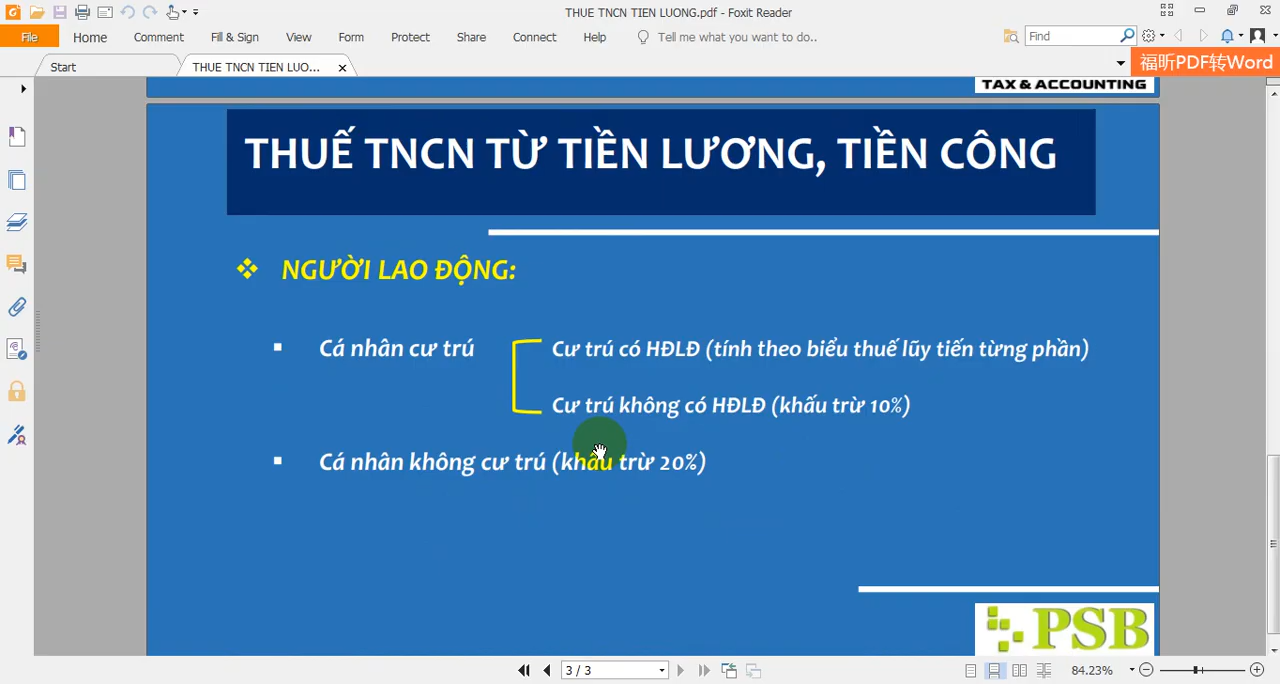 THUE TNCN TIEN LUONG.pdf - Foxit Reader
File Home Comment Fill & Sign View Form Protect Share Connect Help Tell me what you want to do.. Find
Start THUE TNCN TIEN LUO... 福昕PDF转Word
TAX & ACCOUNTING
THUẾ TNCN TỪ TIỀN LƯƠNG, TIỀN CÔNG
NGƯỜI LAO ĐỘNG:
Cá nhân cư trú Cư trú có HĐLĐ (tính theo biểu thuế lũy tiến từng phần)
Cư trú không có HĐLĐ (khấu trừ 10%)
Cá nhân không cư trú (khấu trừ 20%)
PSB
3 / 3 84.23%